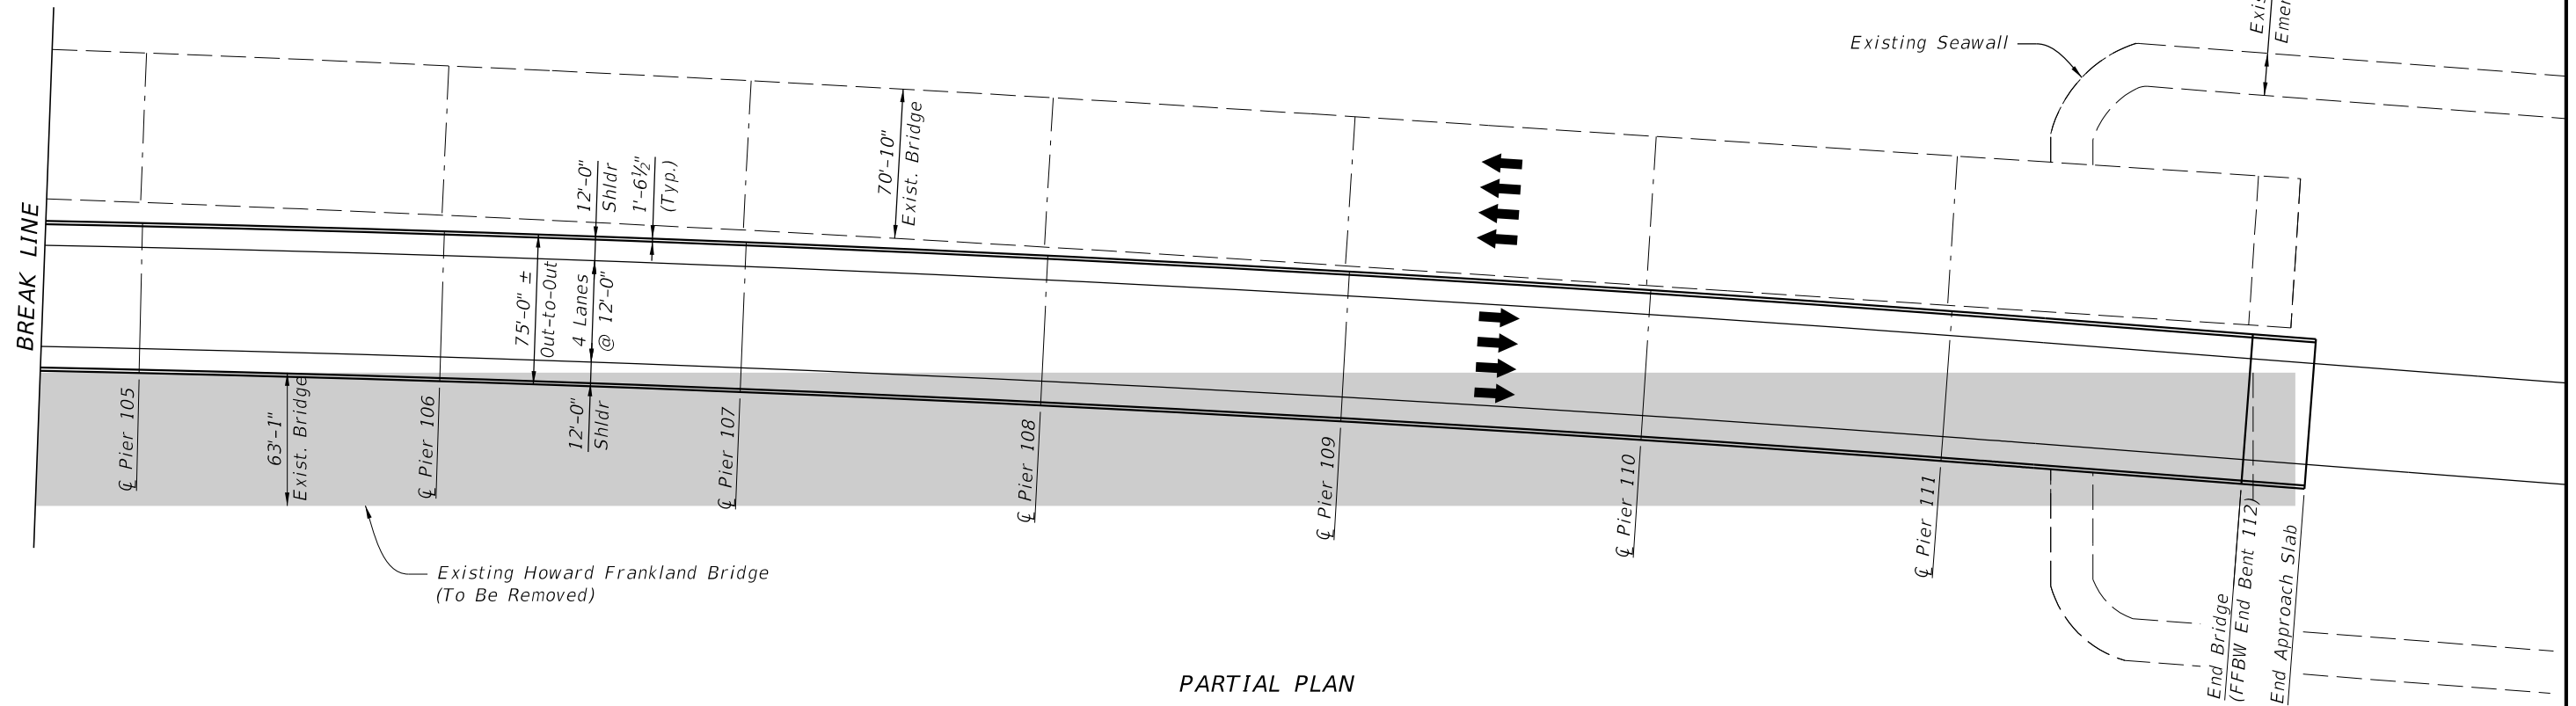 Existing Seawall
Exis
Emer
BREAK LINE
70'-10"
Exist. Bridge
12'-0"
Shldr
1'-6½"
(Typ.)
75'-0" ±
Out-to-Out
4 Lanes
@ 12'-0"
63'-1"
Exist. Bridge
12'-0"
Shldr
℄ Pier 105
℄ Pier 106
℄ Pier 107
℄ Pier 108
℄ Pier 109
℄ Pier 110
℄ Pier 111
End Bridge
(FFBW End Bent 112)
End Approach Slab
Existing Howard Frankland Bridge
(To Be Removed)
PARTIAL PLAN